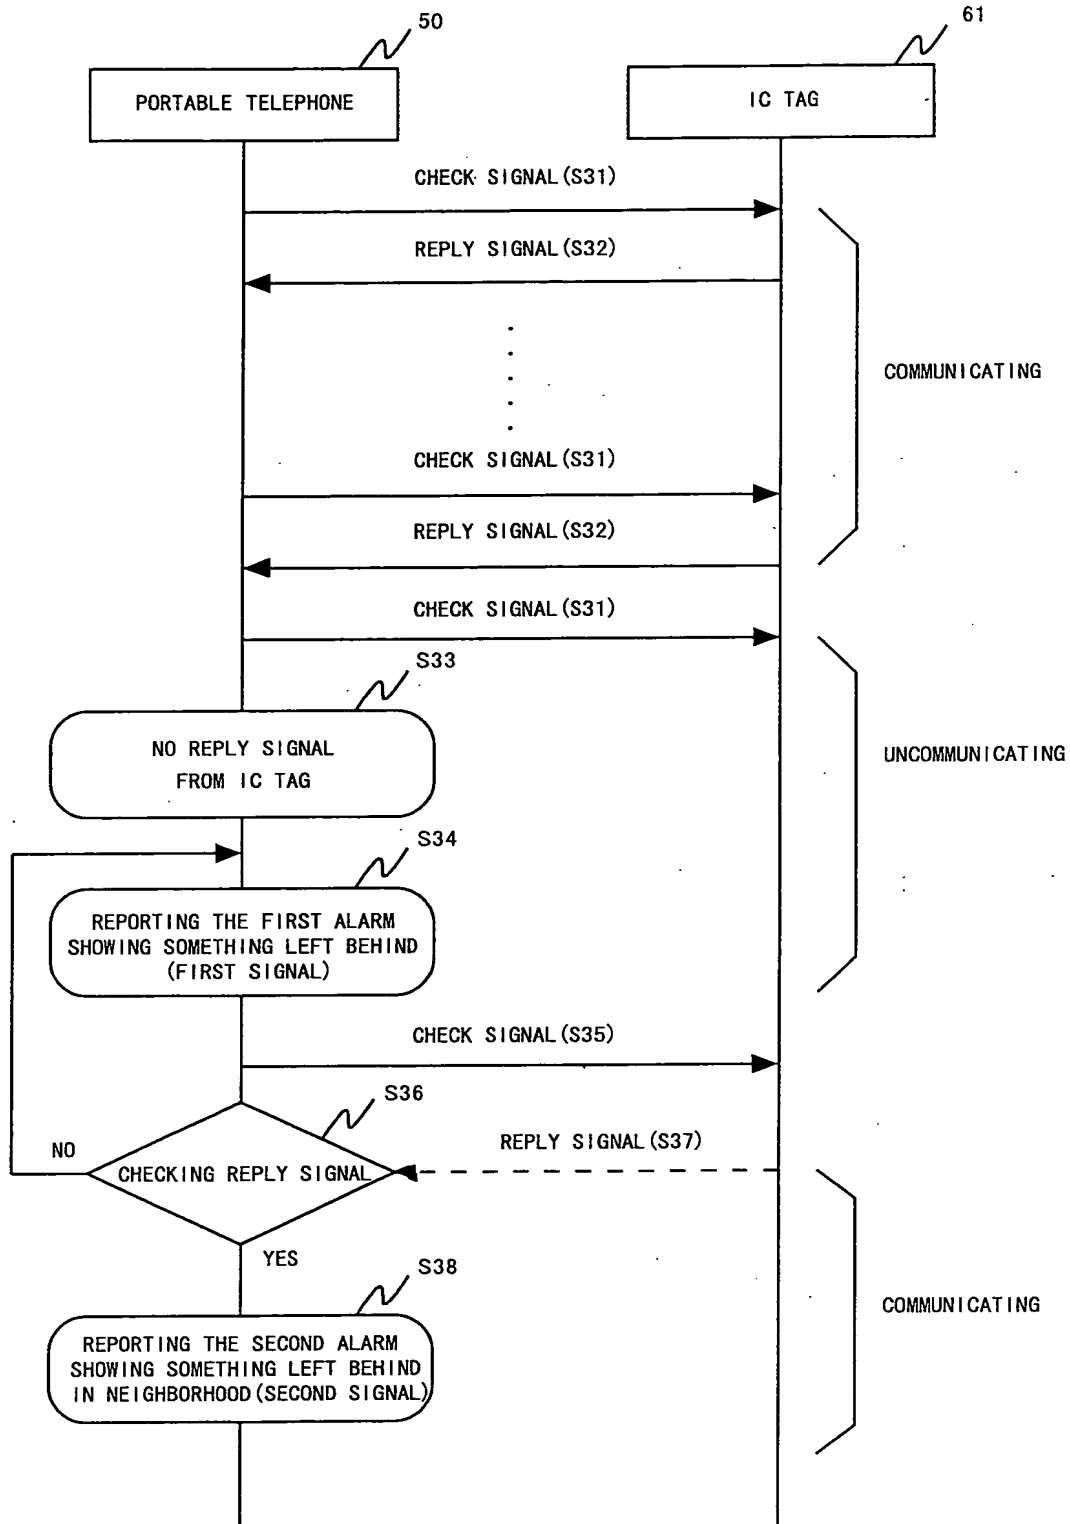 50
61
PORTABLE TELEPHONE
IC TAG
CHECK SIGNAL(S31)
REPLY SIGNAL(S32)
COMMUNICATING
CHECK SIGNAL(S31)
REPLY SIGNAL(S32)
CHECK SIGNAL(S31)
S33
NO REPLY SIGNAL
FROM IC TAG
UNCOMMUNICATING
S34
REPORTING THE FIRST ALARM
SHOWING SOMETHING LEFT BEHIND
(FIRST SIGNAL)
CHECK SIGNAL(S35)
S36
NO
CHECKING REPLY SIGNAL
REPLY SIGNAL(S37)
YES
S38
COMMUNICATING
REPORTING THE SECOND ALARM
SHOWING SOMETHING LEFT BEHIND
IN NEIGHBORHOOD(SECOND SIGNAL)